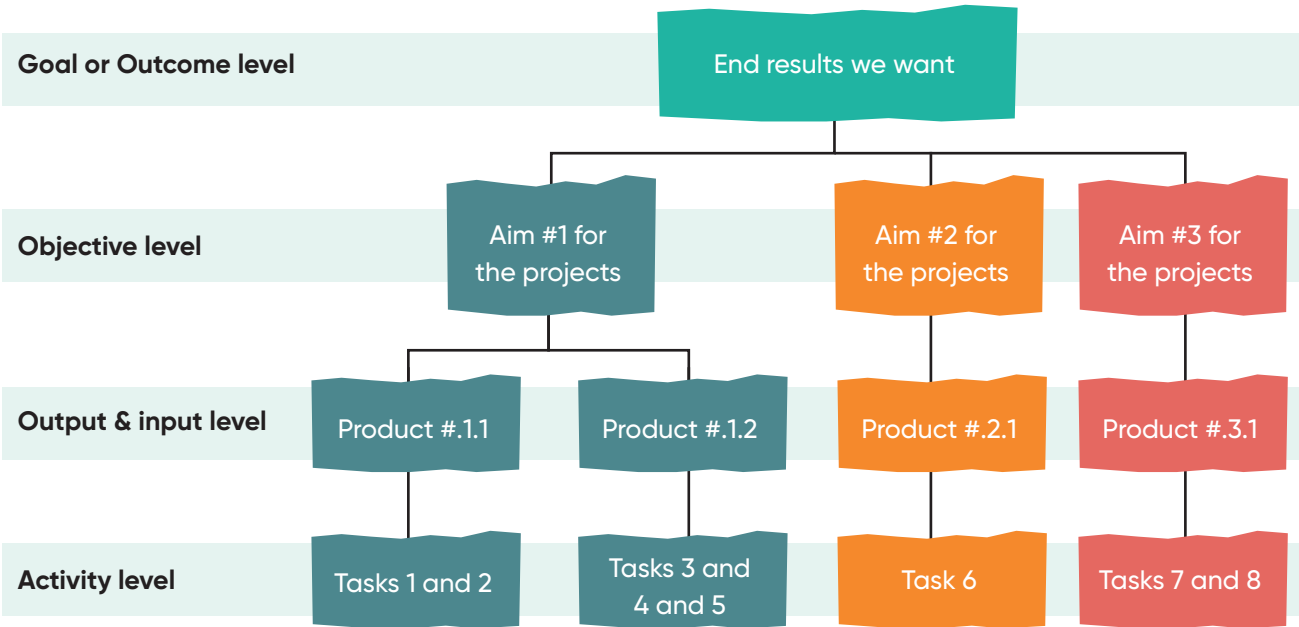 Goal or Outcome level
End results we want
Objective level
Aim #1 for
the projects
Aim #2 for
the projects
Aim #3 for
the projects
Output & input level
Product #.1.1
Product #.1.2
Product #.2.1
Product #.3.1
Activity level
Tasks 1 and 2
Tasks 3 and
4 and 5
Task 6
Tasks 7 and 8